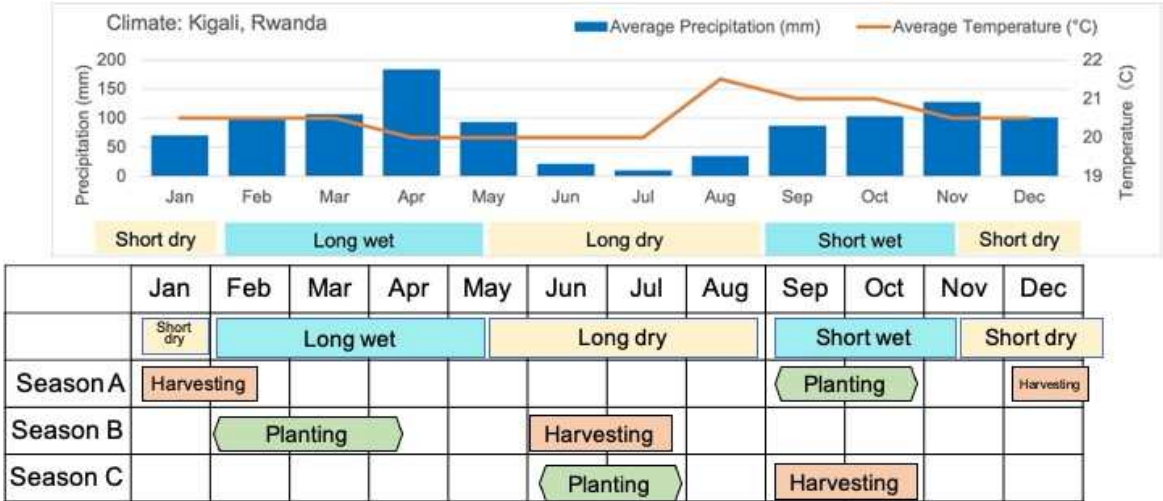 Climate: Kigali, Rwanda
Average Precipitation (mm) Average Temperature (°C)
Precipitation (mm)
200
150
100
50
0
22
21
20
19
Temperature (C)
Jan Feb Mar Apr May Jun Jul Aug Sep Oct Nov Dec
Short dry Long wet Long dry Short wet Short dry
Jan Feb Mar Apr May Jun Jul Aug Sep Oct Nov Dec
Short dry Long wet Long dry Short wet Short dry
Season A Harvesting Planting Harvesting
Season B Planting Harvesting
Season C Planting Harvesting